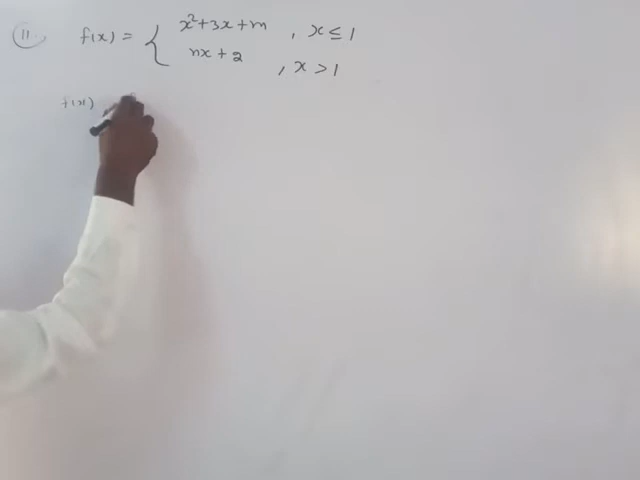 11. f(x) = { x²+3x+m , x ≤ 1
nx + 2 , x > 1
f(x)